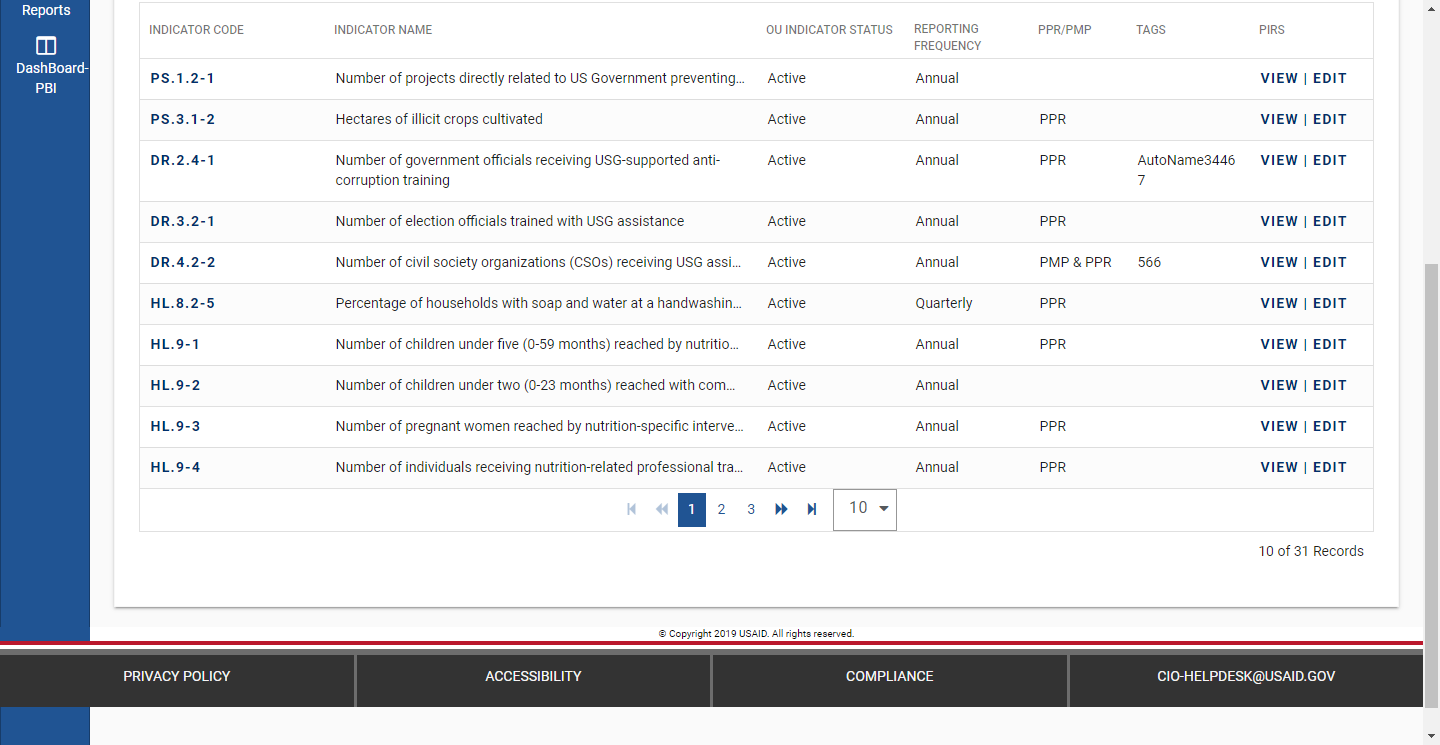 Reports
DashBoard-
PBI
INDICATOR CODE INDICATOR NAME OU INDICATOR STATUS REPORTING FREQUENCY PPR/PMP TAGS PIRS
PS.1.2-1 Number of projects directly related to US Government preventing... Active Annual VIEW | EDIT
PS.3.1-2 Hectares of illicit crops cultivated Active Annual PPR VIEW | EDIT
DR.2.4-1 Number of government officials receiving USG-supported anti- Active Annual PPR AutoName3446 VIEW | EDIT
corruption training 7
DR.3.2-1 Number of election officials trained with USG assistance Active Annual PPR VIEW | EDIT
DR.4.2-2 Number of civil society organizations (CSOs) receiving USG assi... Active Annual PMP & PPR 566 VIEW | EDIT
HL.8.2-5 Percentage of households with soap and water at a handwashin... Active Quarterly PPR VIEW | EDIT
HL.9-1 Number of children under five (0-59 months) reached by nutritio... Active Annual PPR VIEW | EDIT
HL.9-2 Number of children under two (0-23 months) reached with com... Active Annual VIEW | EDIT
HL.9-3 Number of pregnant women reached by nutrition-specific interve... Active Annual PPR VIEW | EDIT
HL.9-4 Number of individuals receiving nutrition-related professional tra... Active Annual PPR VIEW | EDIT
1 2 3 10
10 of 31 Records
© Copyright 2019 USAID. All rights reserved.
PRIVACY POLICY ACCESSIBILITY COMPLIANCE CIO-HELPDESK@USAID.GOV